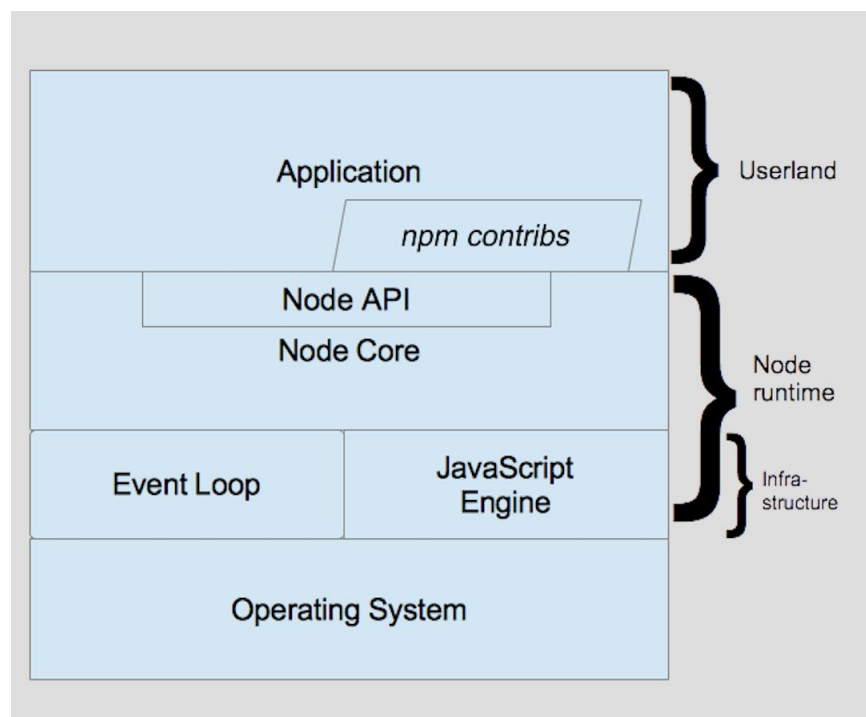 Application
Userland
npm contribs
Node API
Node Core
Node
runtime
Event Loop
JavaScript
Engine
Infra-
structure
Operating System